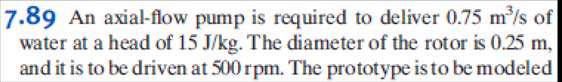 7.89 An axial-flow pump is required to deliver 0.75 m³/s of
water at a head of 15 J/kg. The diameter of the rotor is 0.25 m,
and it is to be driven at 500 rpm. The prototype is to be modeled